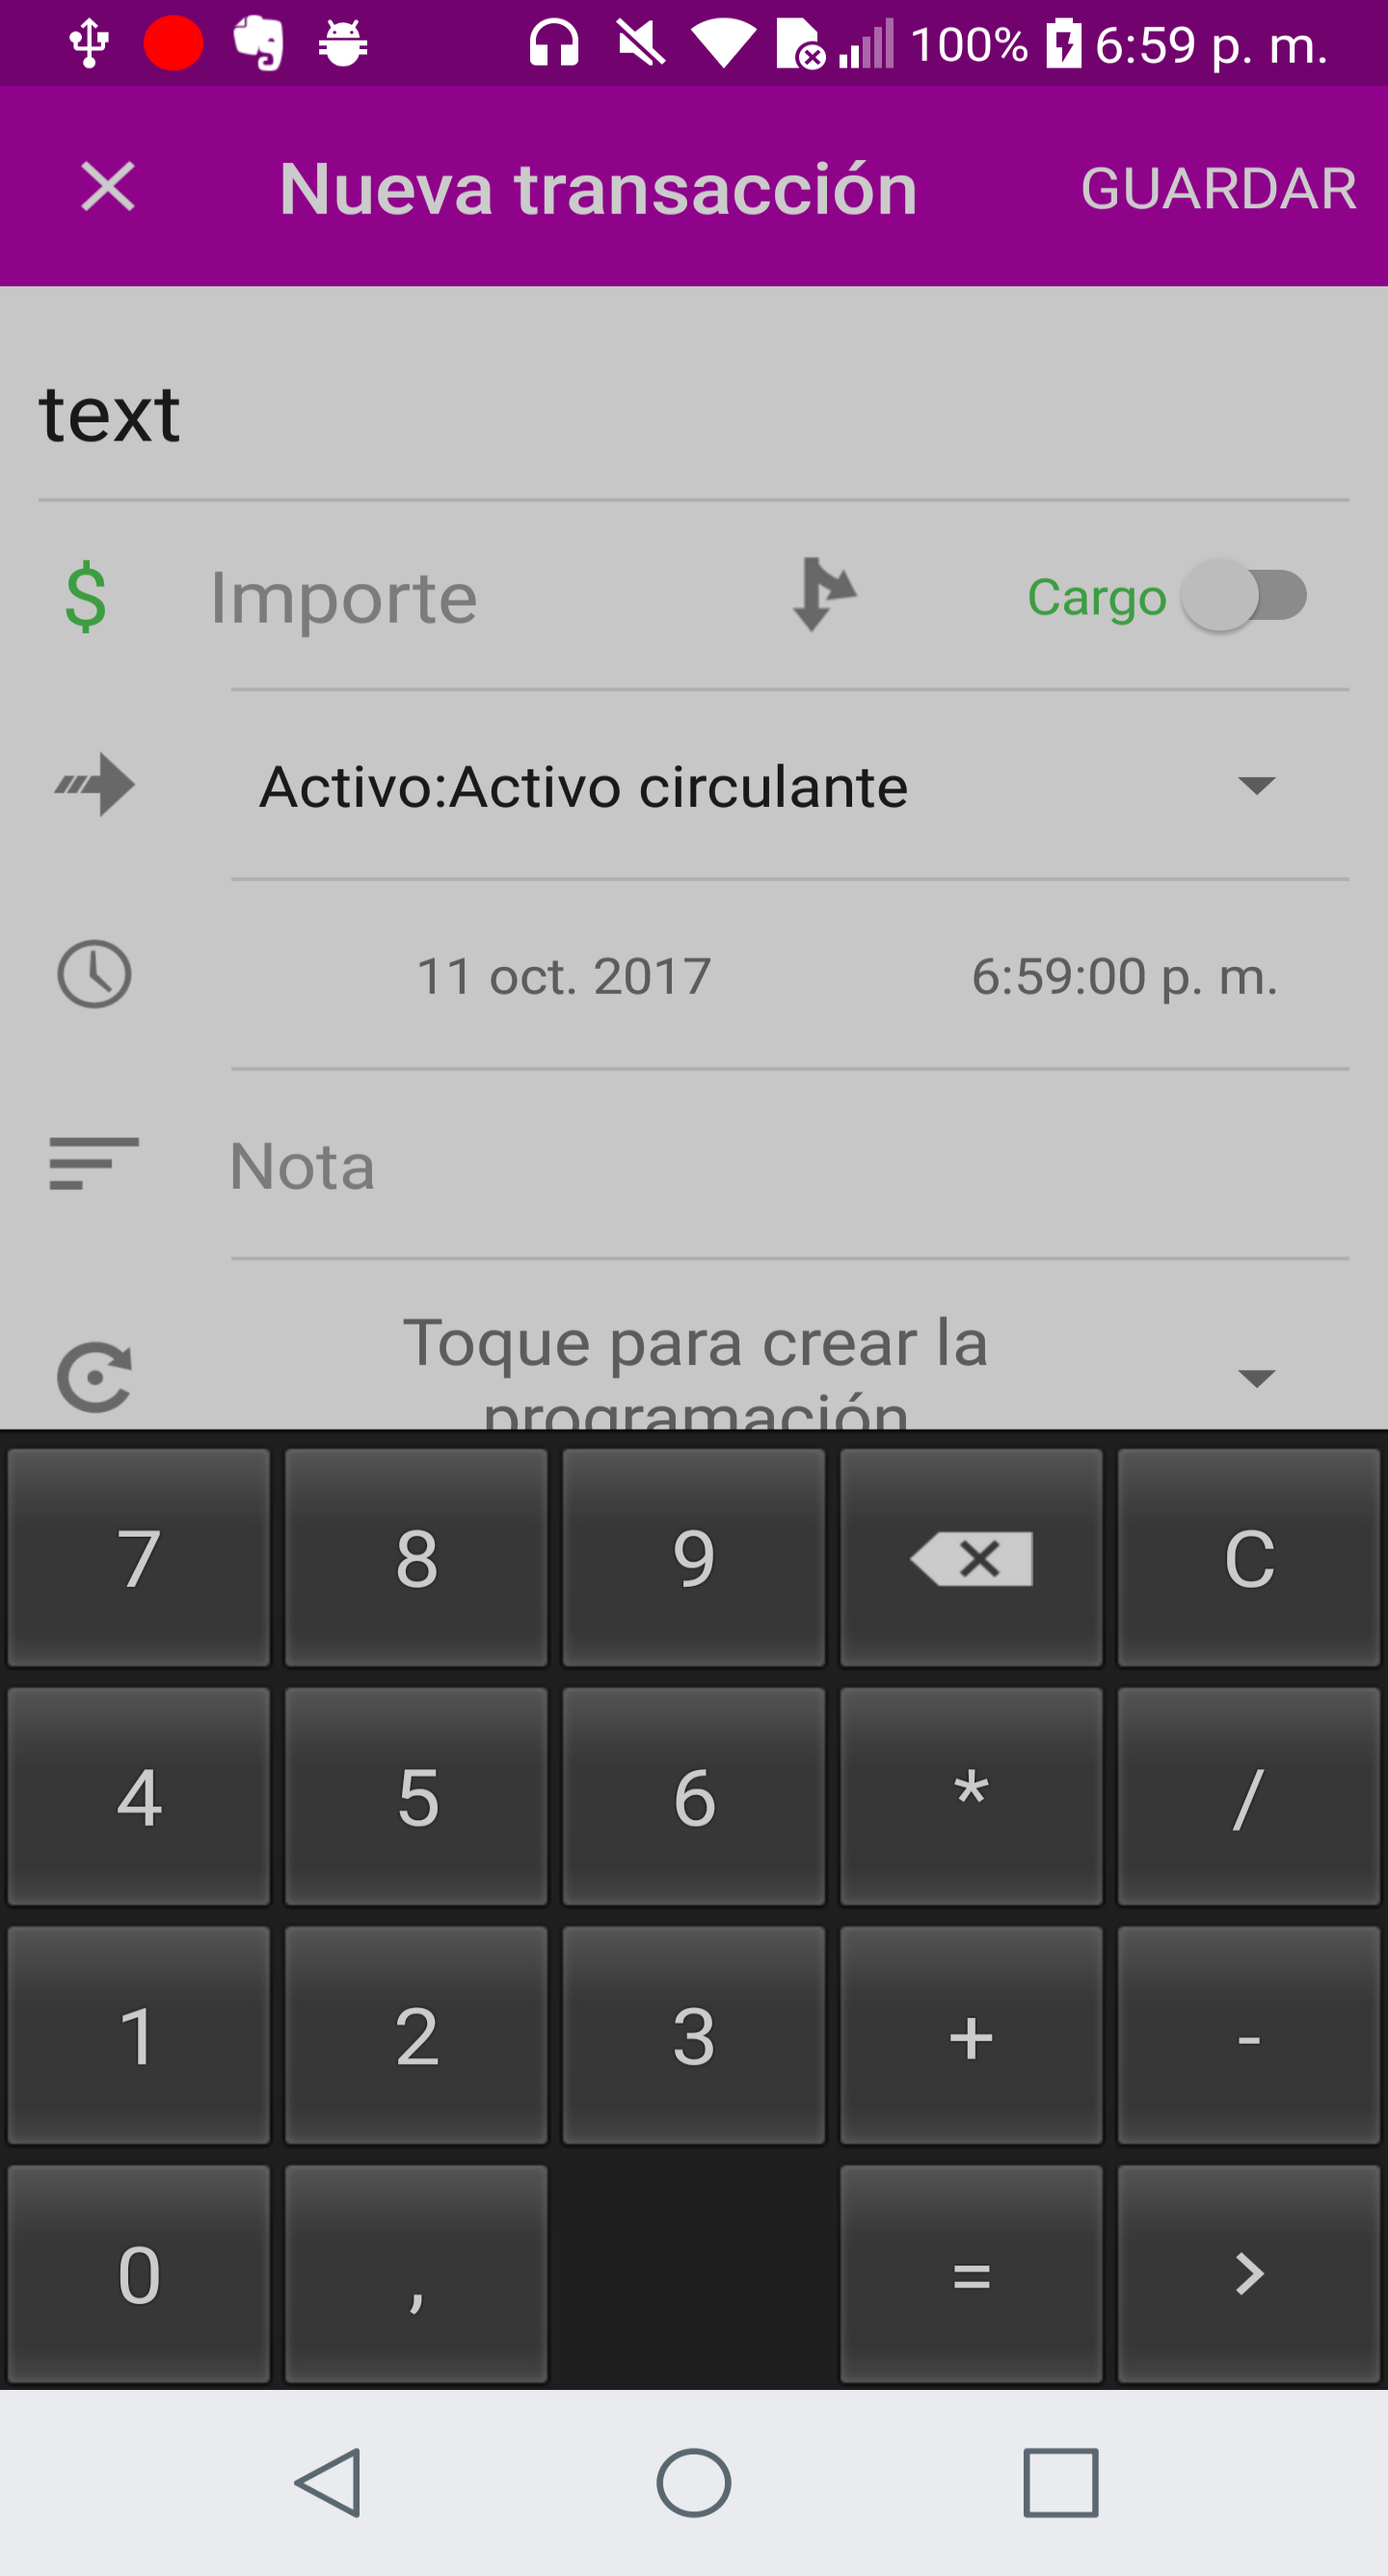 100% 6:59 p. m.
Nueva transacción GUARDAR
text
$ Importe Cargo
Activo:Activo circulante
11 oct. 2017 6:59:00 p. m.
Nota
Toque para crear la
programación
7 8 9 C
4 5 6 * /
1 2 3 + -
0 , = >